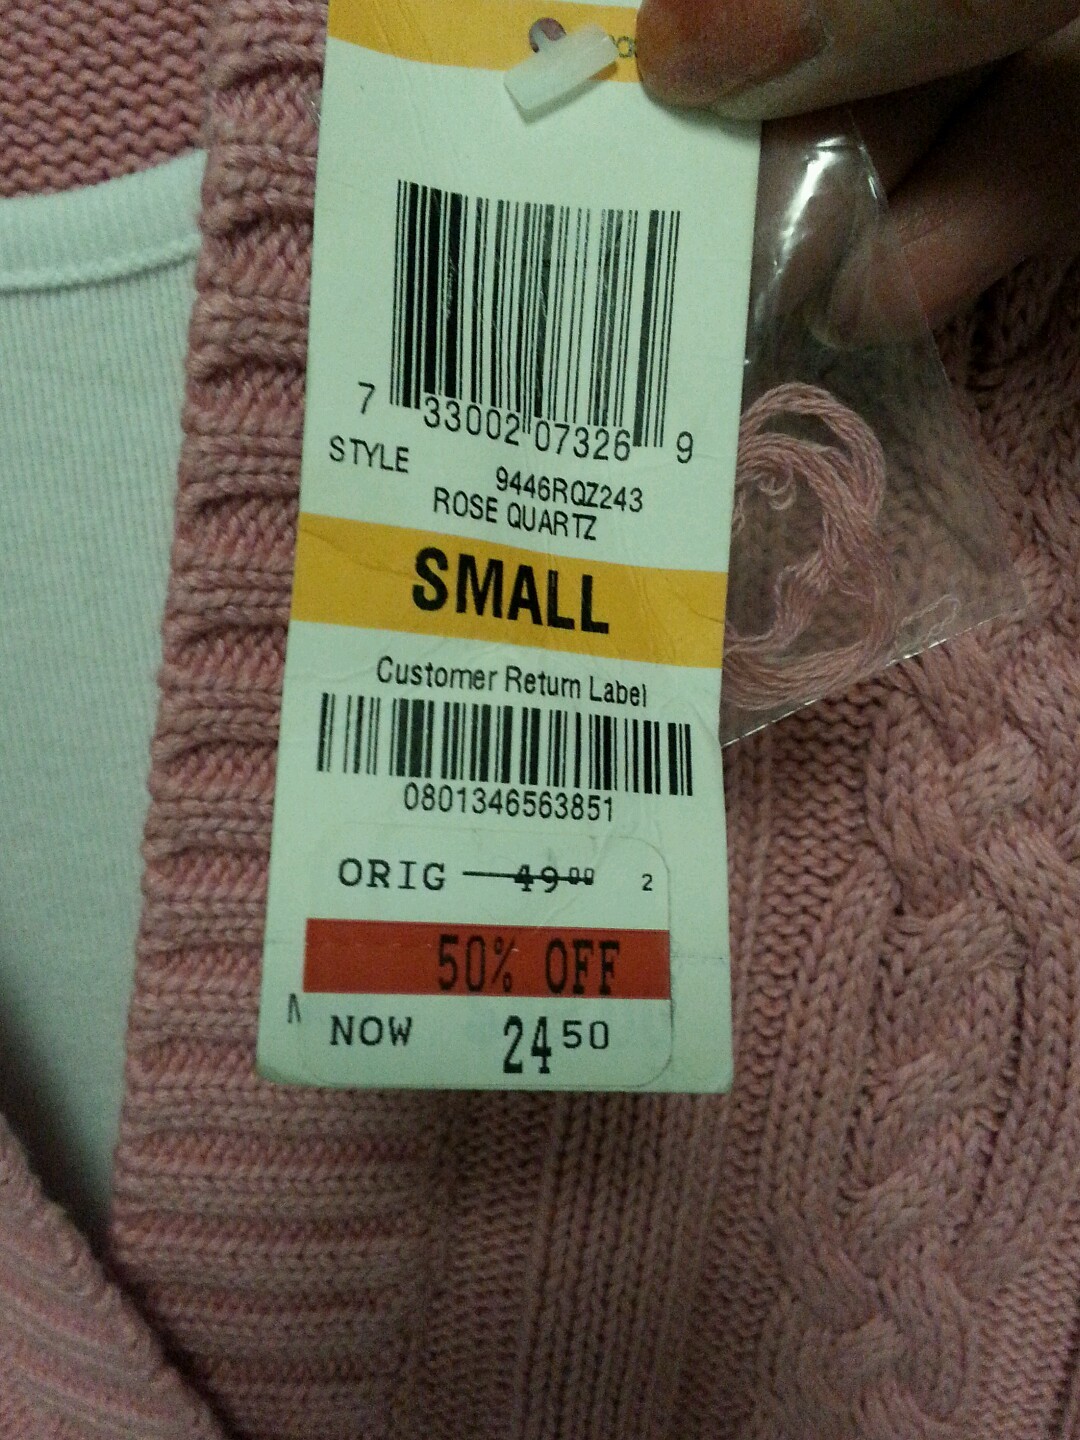 7 33002 07326 9
STYLE
9446RQZ243
ROSE QUARTZ
SMALL
Customer Return Label
0801346563851
ORIG 49 00 2
50% OFF
NOW 24 50